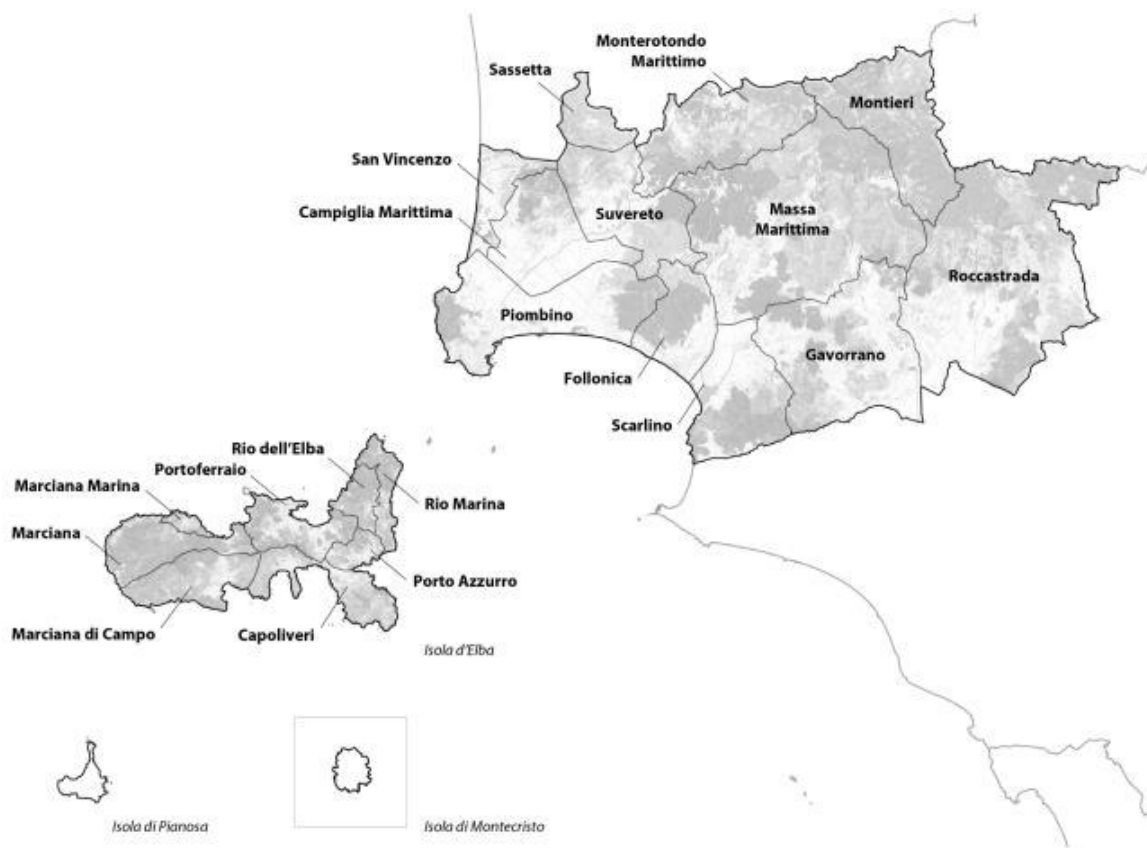 Monterotondo
Marittimo
Sassetta
Montieri
San Vincenzo
Campiglia Marittima
Suvereto
Massa
Marittima
Roccastrada
Piombino
Gavorrano
Follonica
Scarlino
Rio dell'Elba
Portoferraio
Marciana Marina
Rio Marina
Marciana
Porto Azzurro
Marciana di Campo
Capoliveri
Isola d'Elba
Isola di Pianosa
Isola di Montecristo